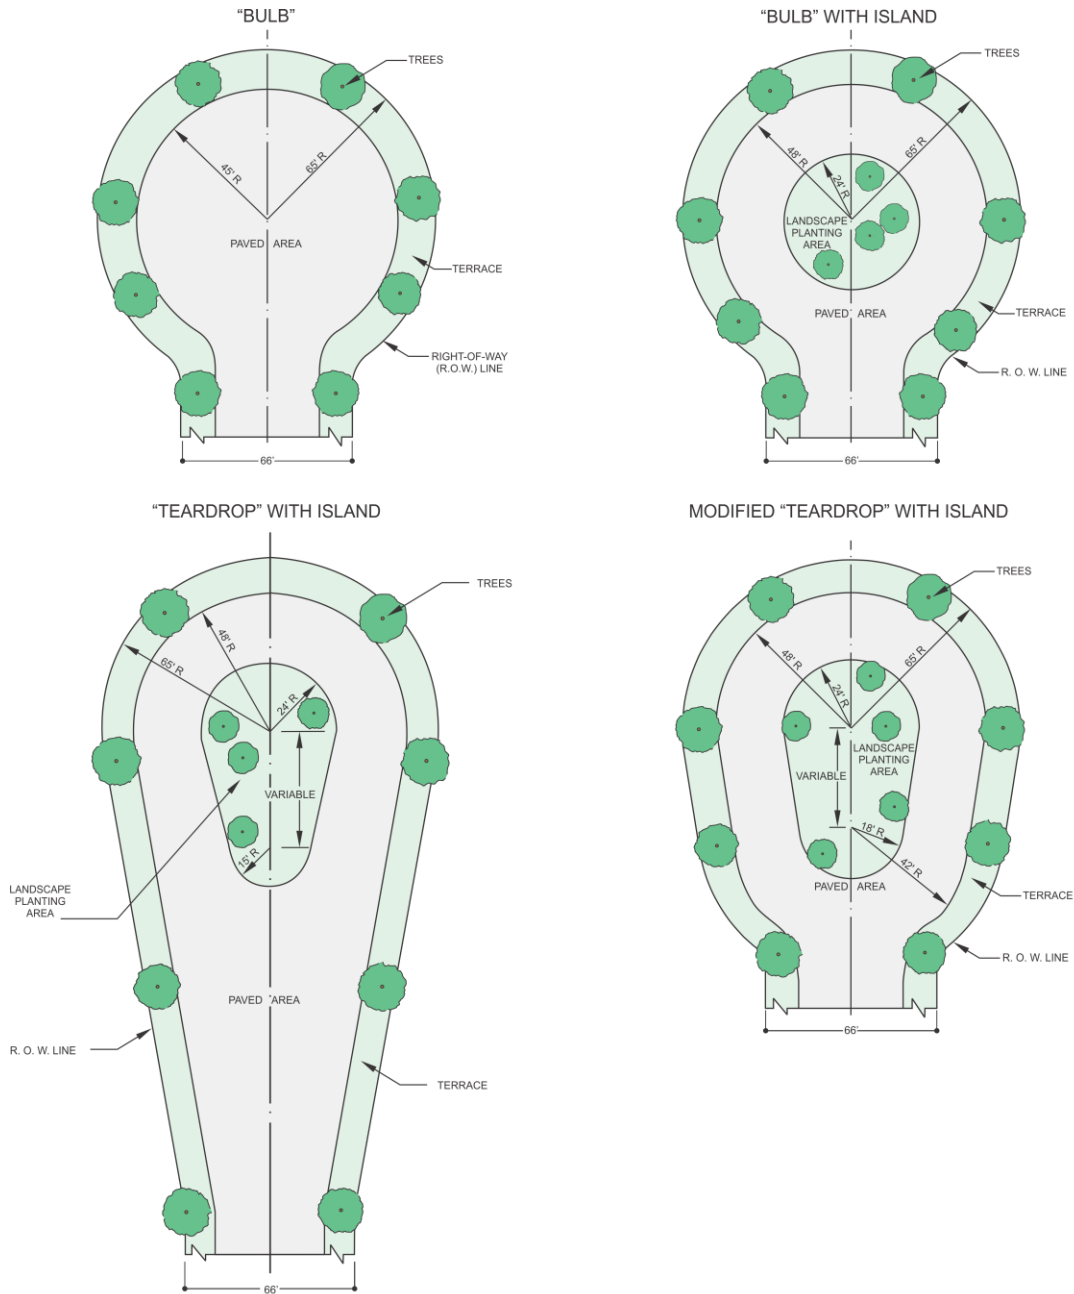 “BULB”
TREES
45' R
65' R
PAVED AREA
TERRACE
RIGHT-OF-WAY
(R.O.W.) LINE
66'
“BULB” WITH ISLAND
TREES
48' R
65' R
24' R
LANDSCAPE
PLANTING
AREA
PAVED AREA
TERRACE
R. O. W. LINE
66'
“TEARDROP” WITH ISLAND
TREES
48' R
65' R
24' R
VARIABLE
15' R
LANDSCAPE
PLANTING
AREA
PAVED AREA
R. O. W. LINE
TERRACE
66'
MODIFIED “TEARDROP” WITH ISLAND
TREES
48' R
65' R
24' R
LANDSCAPE
PLANTING
AREA
VARIABLE
18' R
42' R
PAVED AREA
TERRACE
R. O. W. LINE
66'